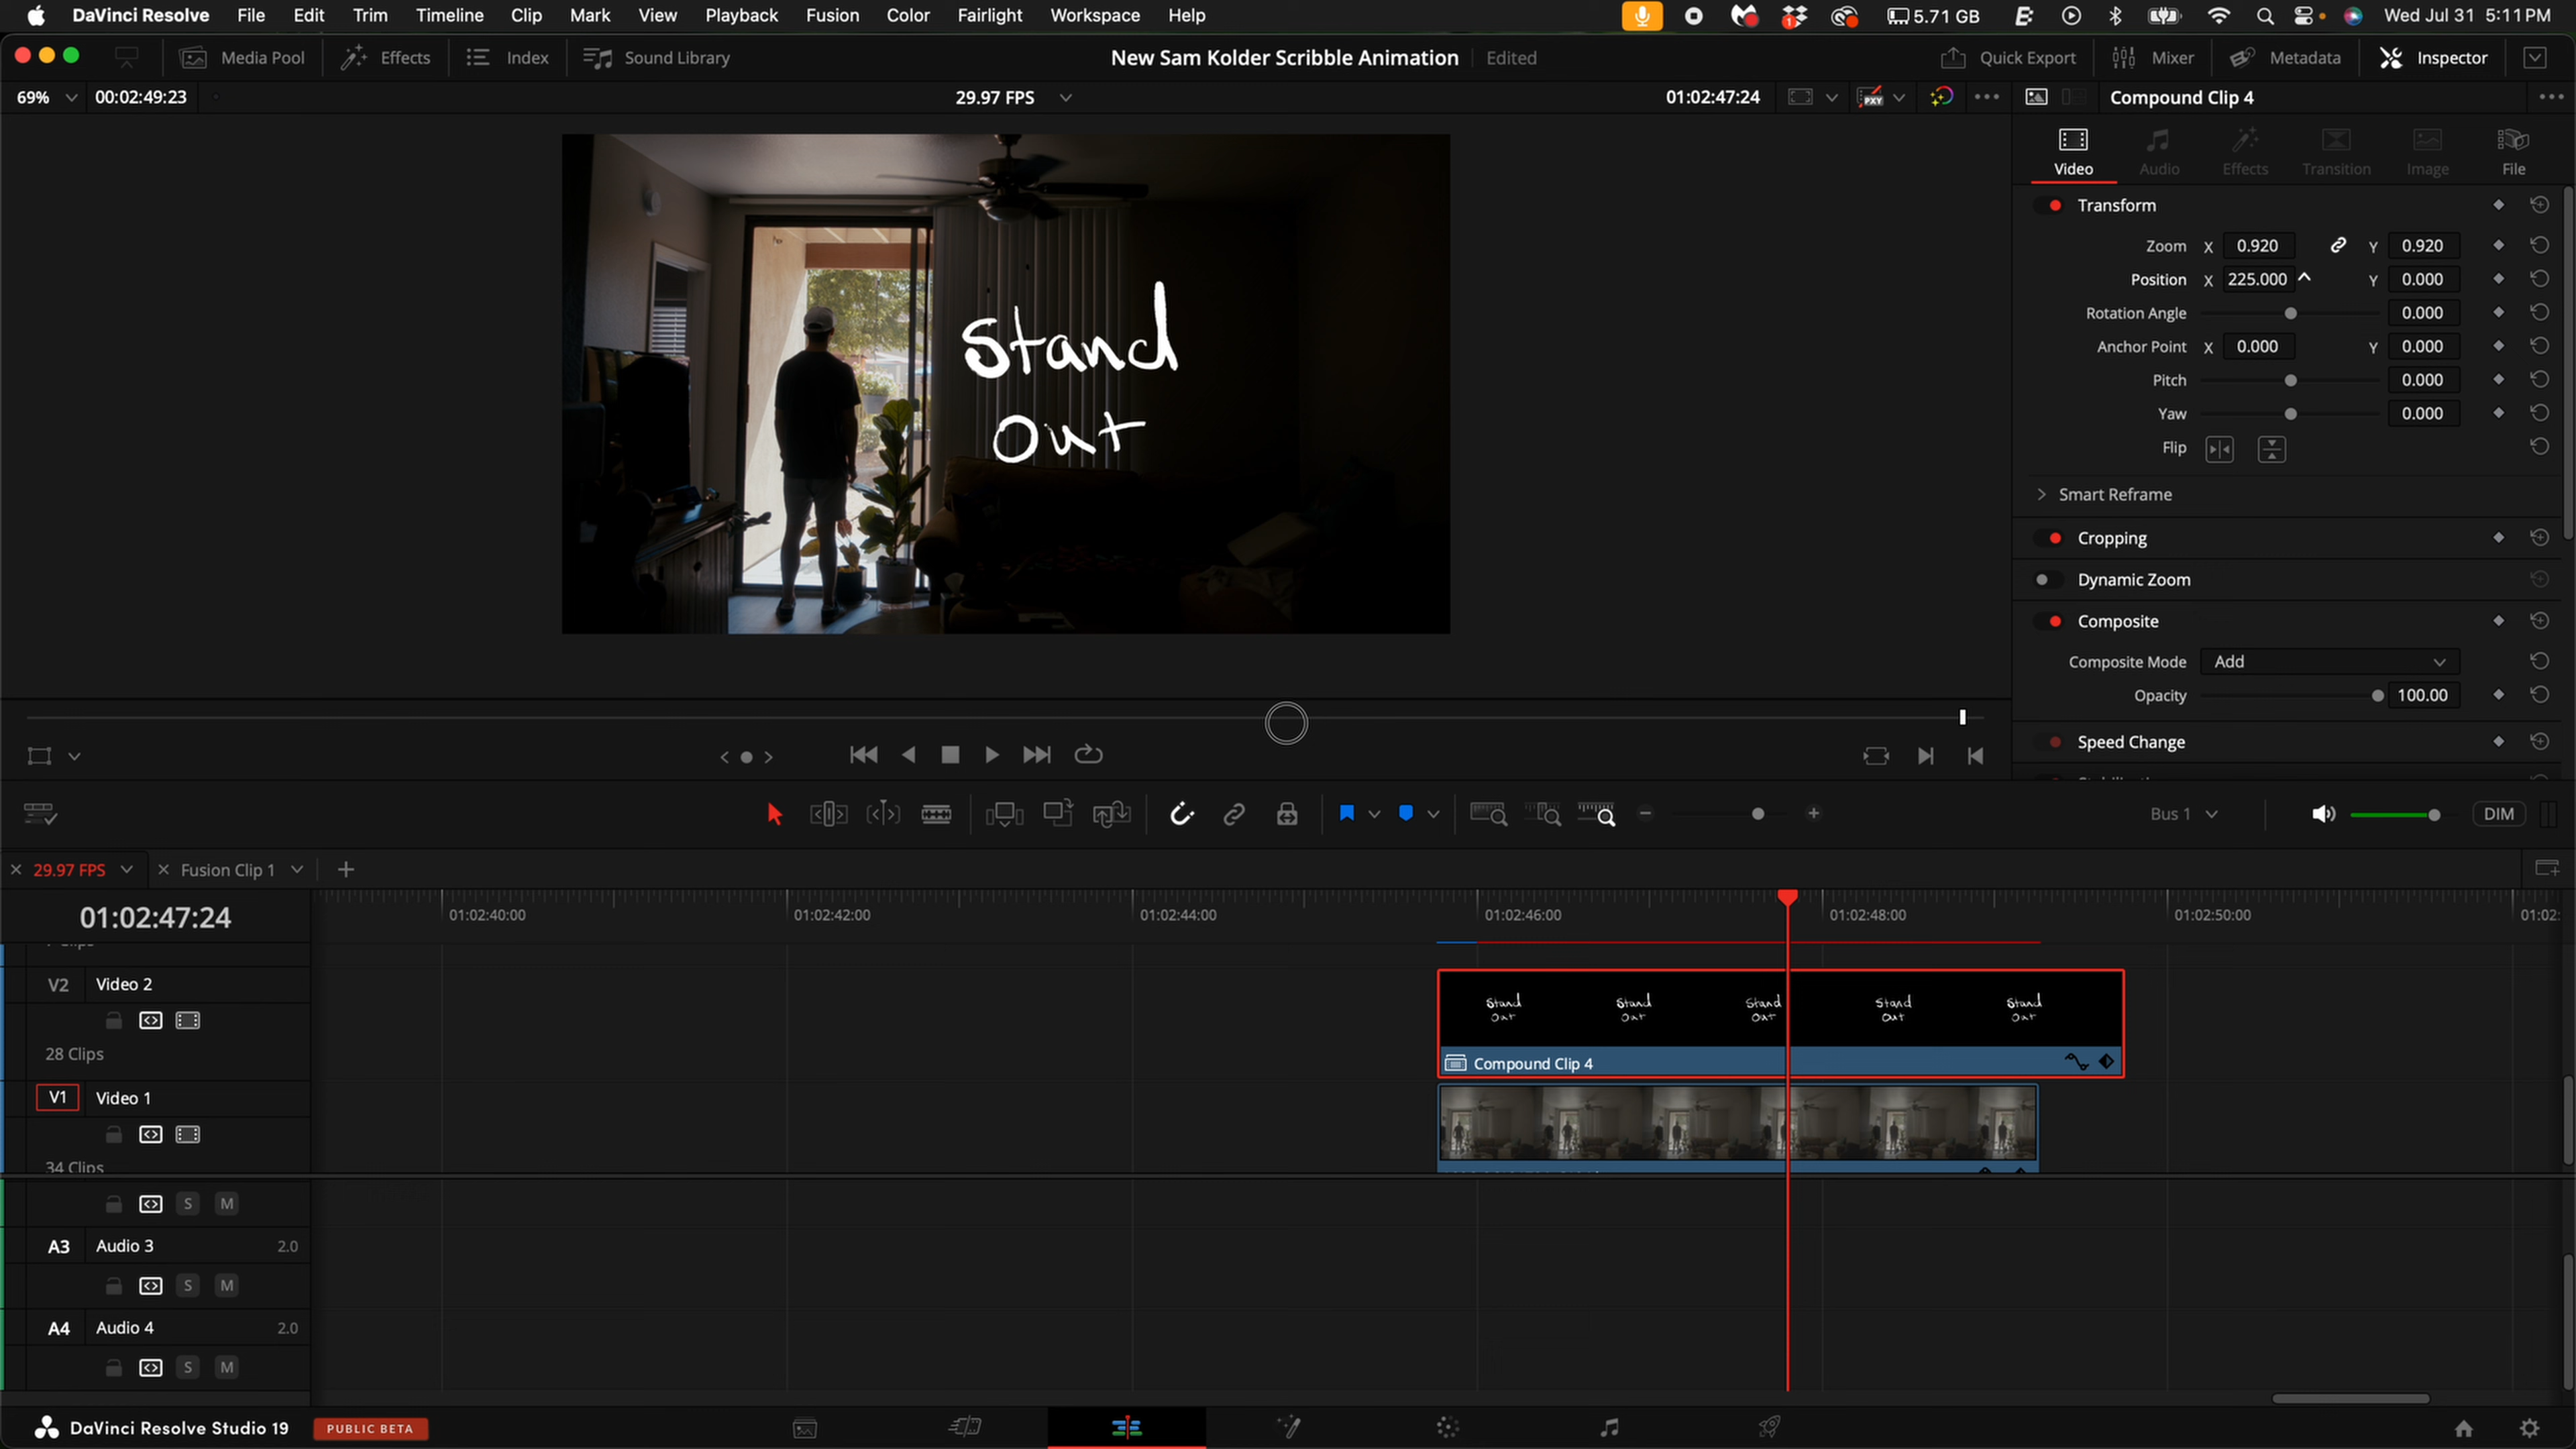 DaVinci Resolve File Edit Trim Timeline Clip Mark View Playback Fusion Color Fairlight Workspace Help 1 5.71 GB Wed Jul 31 5:11 PM
Media Pool Effects Index Sound Library New Sam Kolder Scribble Animation Edited Quick Export Mixer Metadata Inspector
69% 00:02:49:23 29.97 FPS 01:02:47:24 PXY Compound Clip 4
Video Audio Effects Transition Image File
Transform
Zoom X 0.920 Y 0.920
Position X 225.000 Y 0.000
Rotation Angle 0.000
Anchor Point X 0.000 Y 0.000
Pitch 0.000
Yaw 0.000
Flip
Smart Reframe
Cropping
Dynamic Zoom
Composite
Composite Mode Add
Opacity 100.00
Speed Change
Stand
Out
Bus 1 DIM
29.97 FPS Fusion Clip 1
01:02:47:24 01:02:40:00 01:02:42:00 01:02:44:00 01:02:46:00 01:02:48:00 01:02:50:00 01:02:
V2 Video 2
Stand Stand Stand Stand Stand
Out Out Out Out Out
28 Clips
Compound Clip 4
V1 Video 1
34 Clips
S M
A3 Audio 3 2.0
S M
A4 Audio 4 2.0
S M
DaVinci Resolve Studio 19 PUBLIC BETA